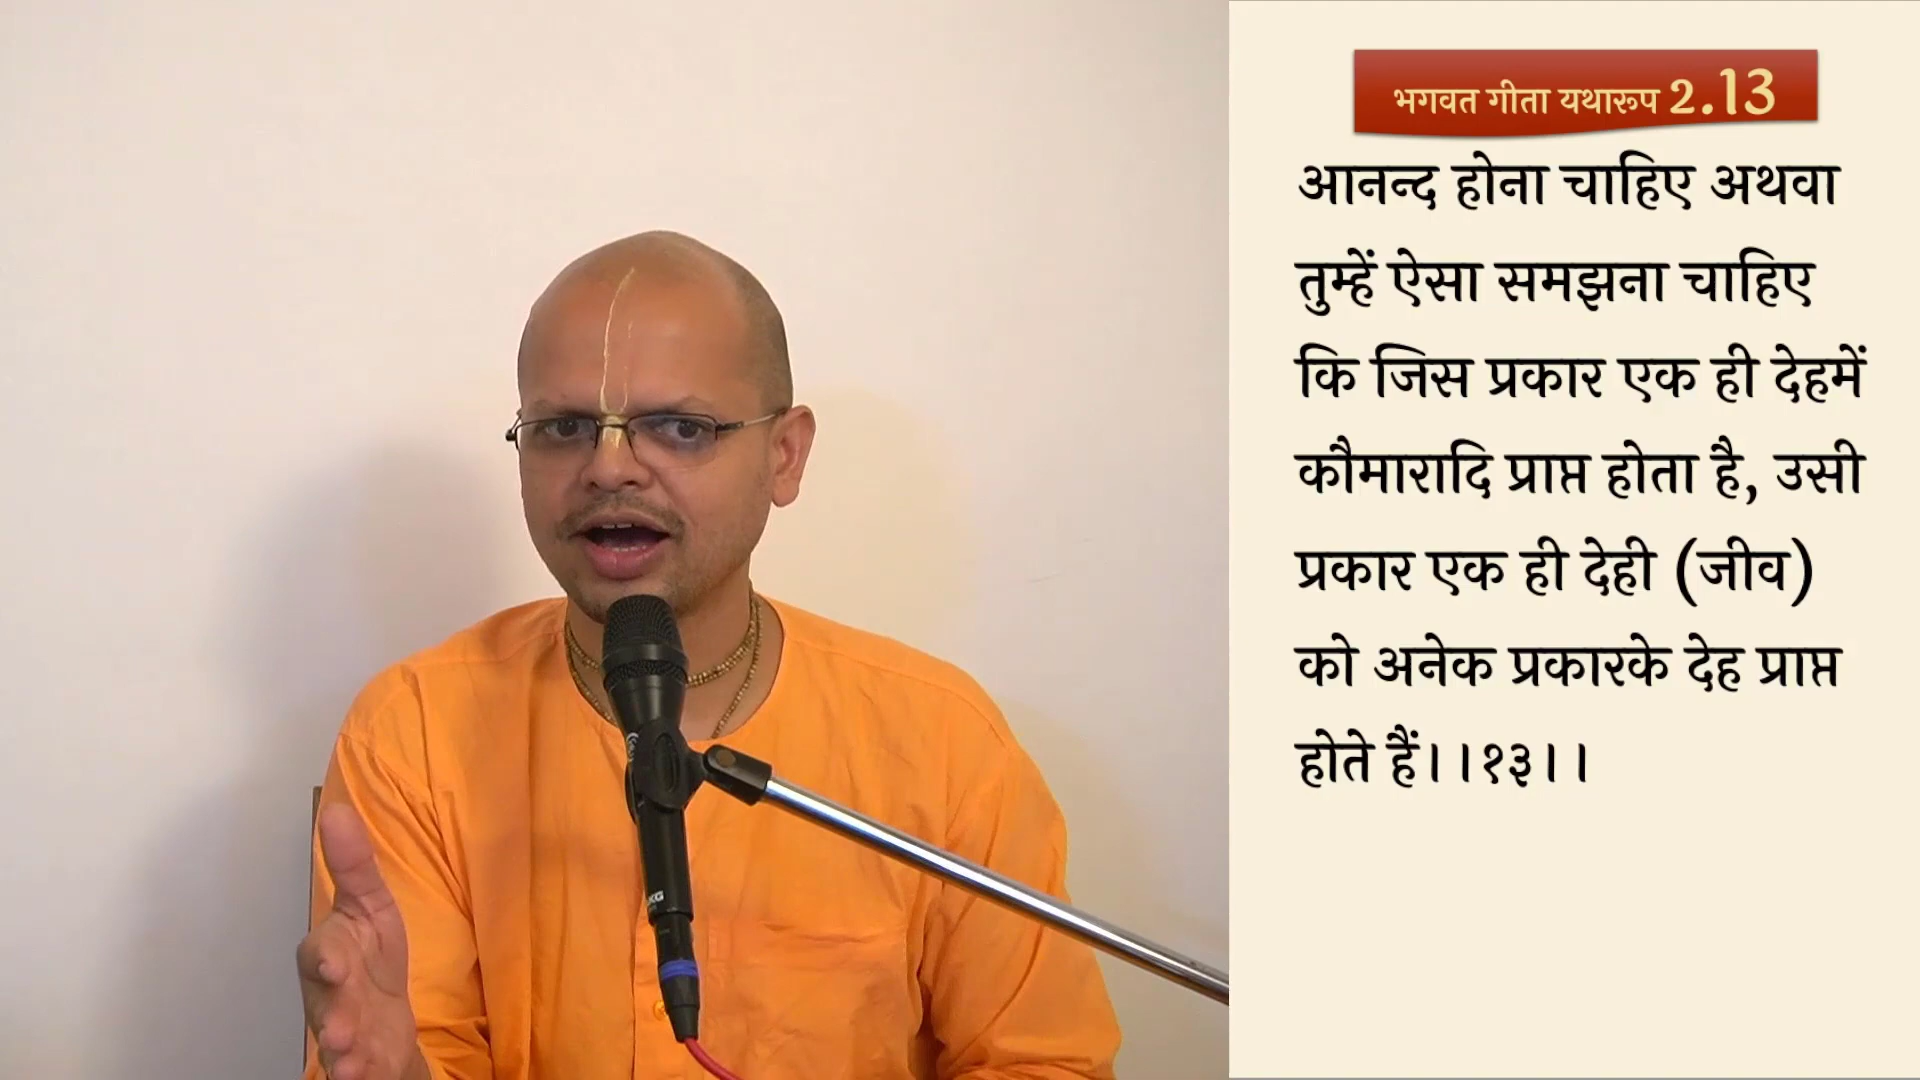 भगवत गीता यथारूप 2.13
आनन्द होना चाहिए अथवा
तुम्हें ऐसा समझना चाहिए
कि जिस प्रकार एक ही देहमें
कौमारादि प्राप्त होता है, उसी
प्रकार एक ही देही (जीव)
को अनेक प्रकारके देह प्राप्त
होते हैं।।१३।।